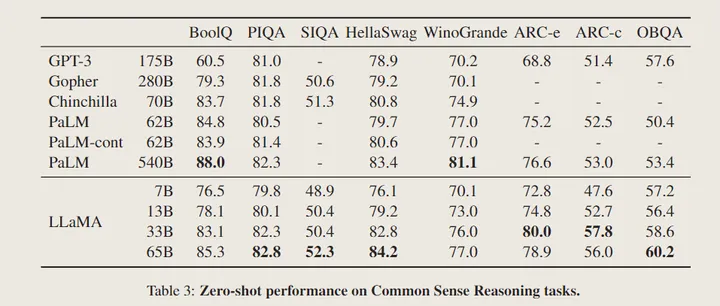 BoolQ PIQA SIQA HellaSwag WinoGrande ARC-e ARC-c OBQA
GPT-3 175B 60.5 81.0 - 78.9 70.2 68.8 51.4 57.6
Gopher 280B 79.3 81.8 50.6 79.2 70.1 - - -
Chinchilla 70B 83.7 81.8 51.3 80.8 74.9 - - -
PaLM 62B 84.8 80.5 - 79.7 77.0 75.2 52.5 50.4
PaLM-cont 62B 83.9 81.4 - 80.6 77.0 - - -
PaLM 540B 88.0 82.3 - 83.4 81.1 76.6 53.0 53.4
LLaMA
7B 76.5 79.8 48.9 76.1 70.1 72.8 47.6 57.2
13B 78.1 80.1 50.4 79.2 73.0 74.8 52.7 56.4
33B 83.1 82.3 50.4 82.8 76.0 80.0 57.8 58.6
65B 85.3 82.8 52.3 84.2 77.0 78.9 56.0 60.2
Table 3: Zero-shot performance on Common Sense Reasoning tasks.